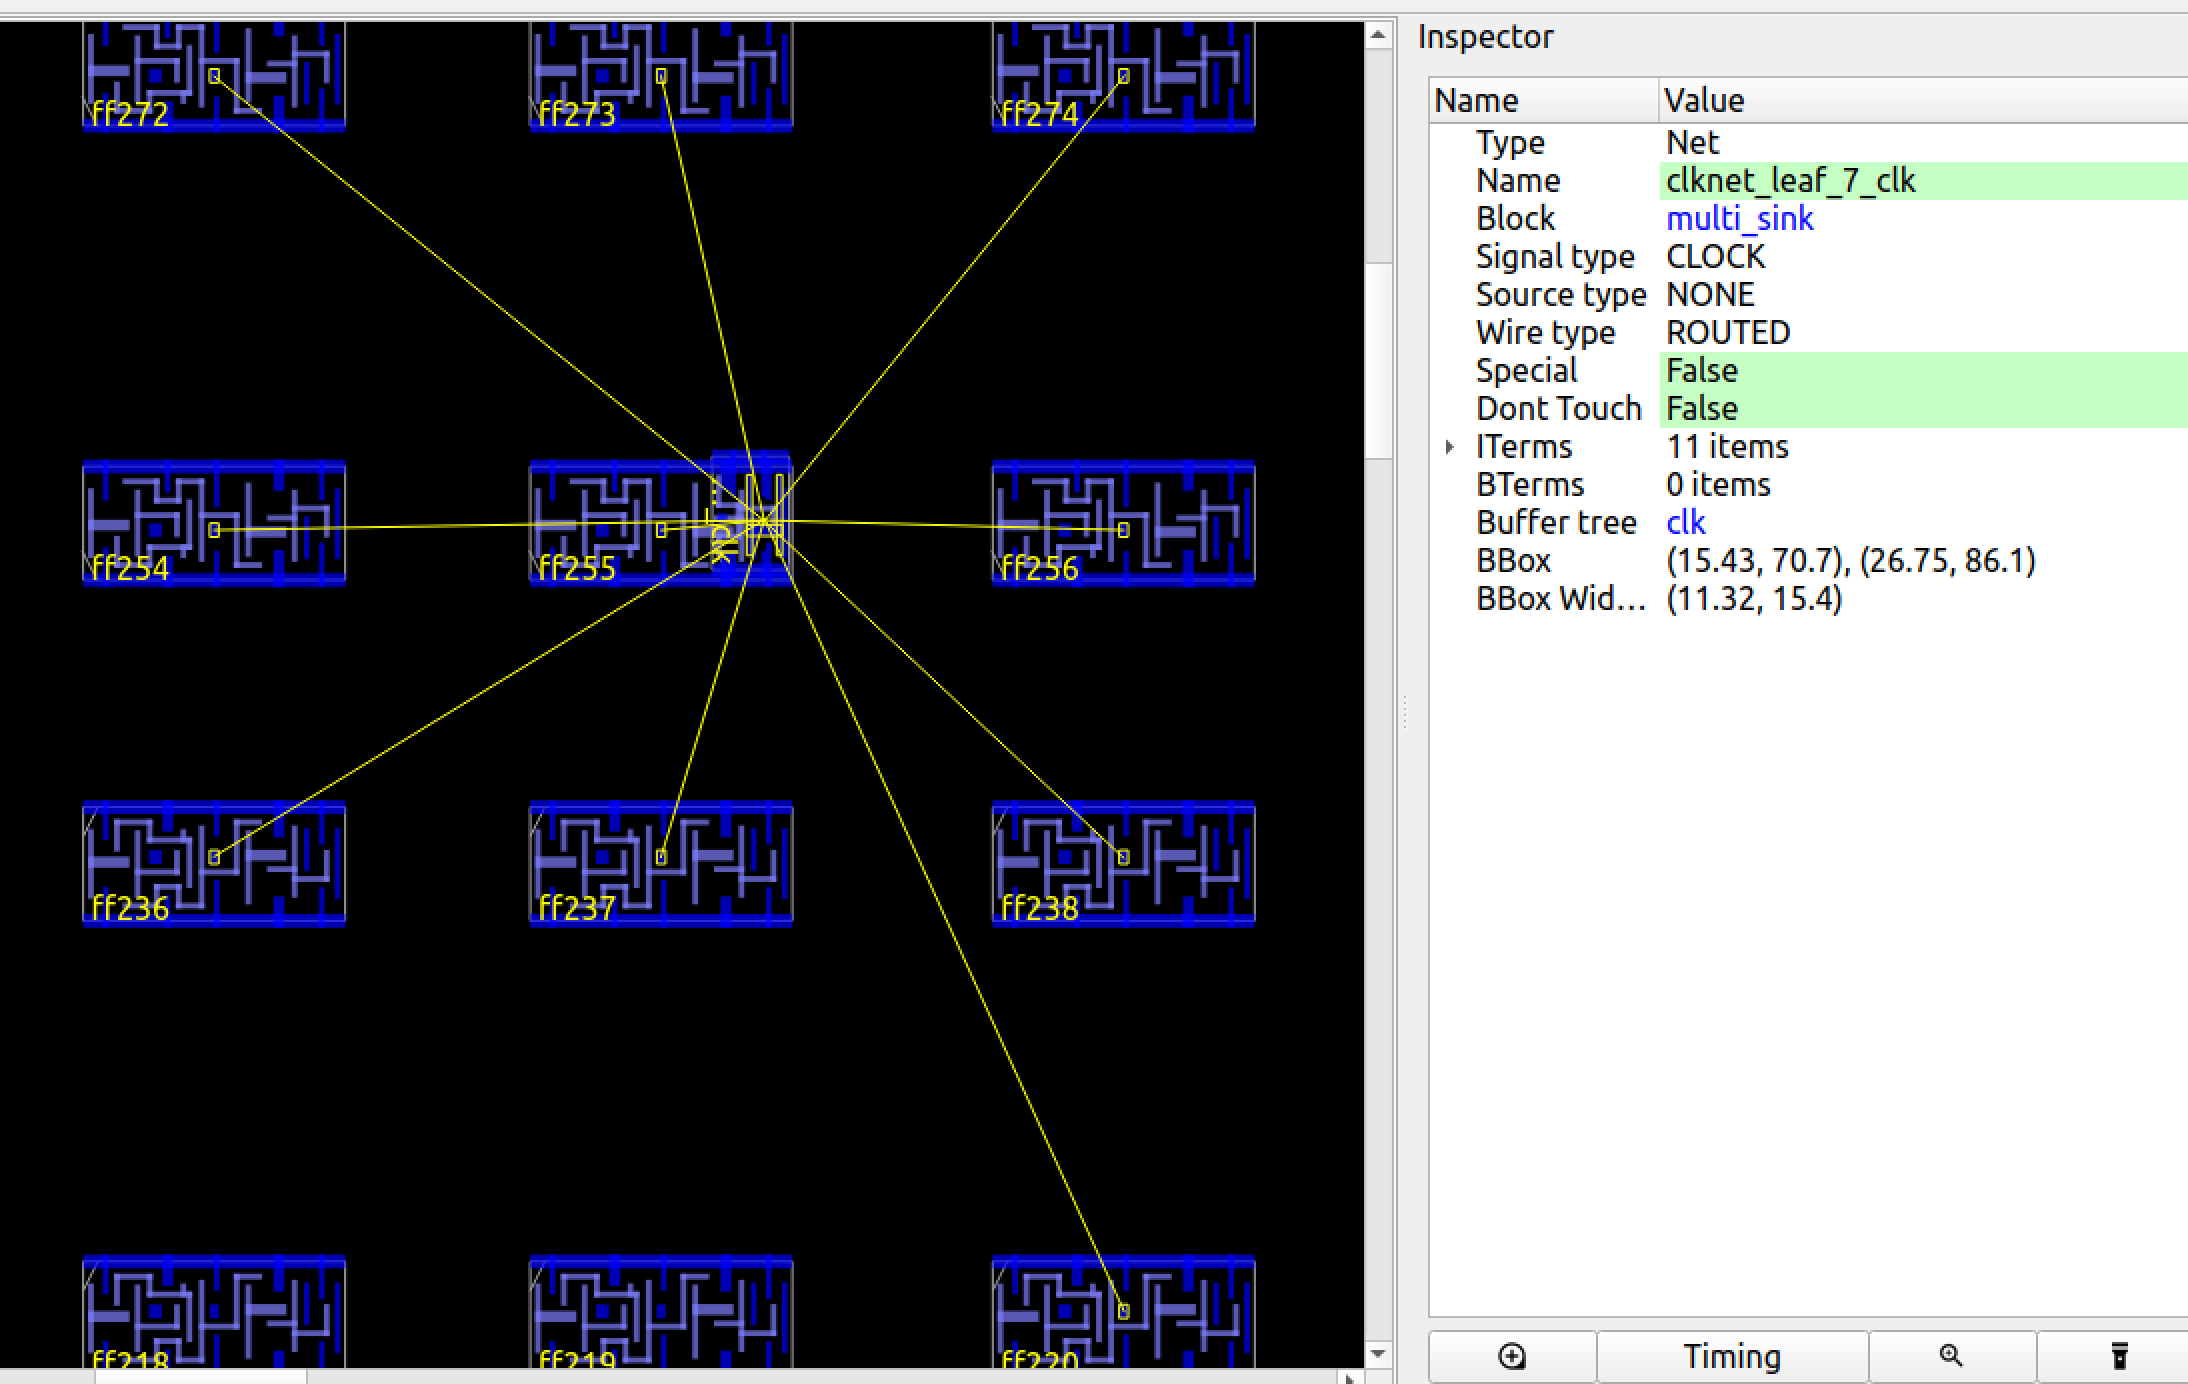 Inspector
Name Value
Type Net
Name clknet_leaf_7_clk
Block multi_sink
Signal type CLOCK
Source type NONE
Wire type ROUTED
Special False
Dont Touch False
ITerms 11 items
BTerms 0 items
Buffer tree clk
BBox (15.43, 70.7), (26.75, 86.1)
BBox Wid... (11.32, 15.4)
Timing
ff272 ff273 ff274
ff254 ff255 ff256
ff236 ff237 ff238
ff218 ff219 ff220